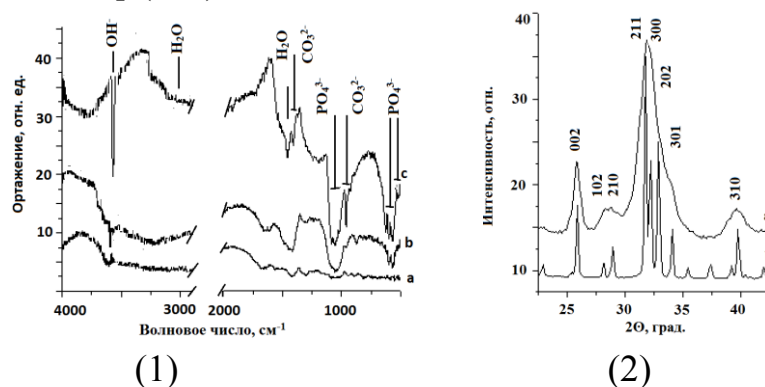 OH⁻
H₂O
H₂O
CO₃²⁻
PO₄³⁻
CO₃²⁻
PO₄³⁻
c
b
a
40
30
20
10
Ортажение, отн. ед.
4000
3000
2000
1000
Волновое число, см⁻¹
(1)
211
300
202
301
002
102
210
310
40
30
20
10
Интенсивность, отн.
25
30
35
40
2Θ, град.
(2)